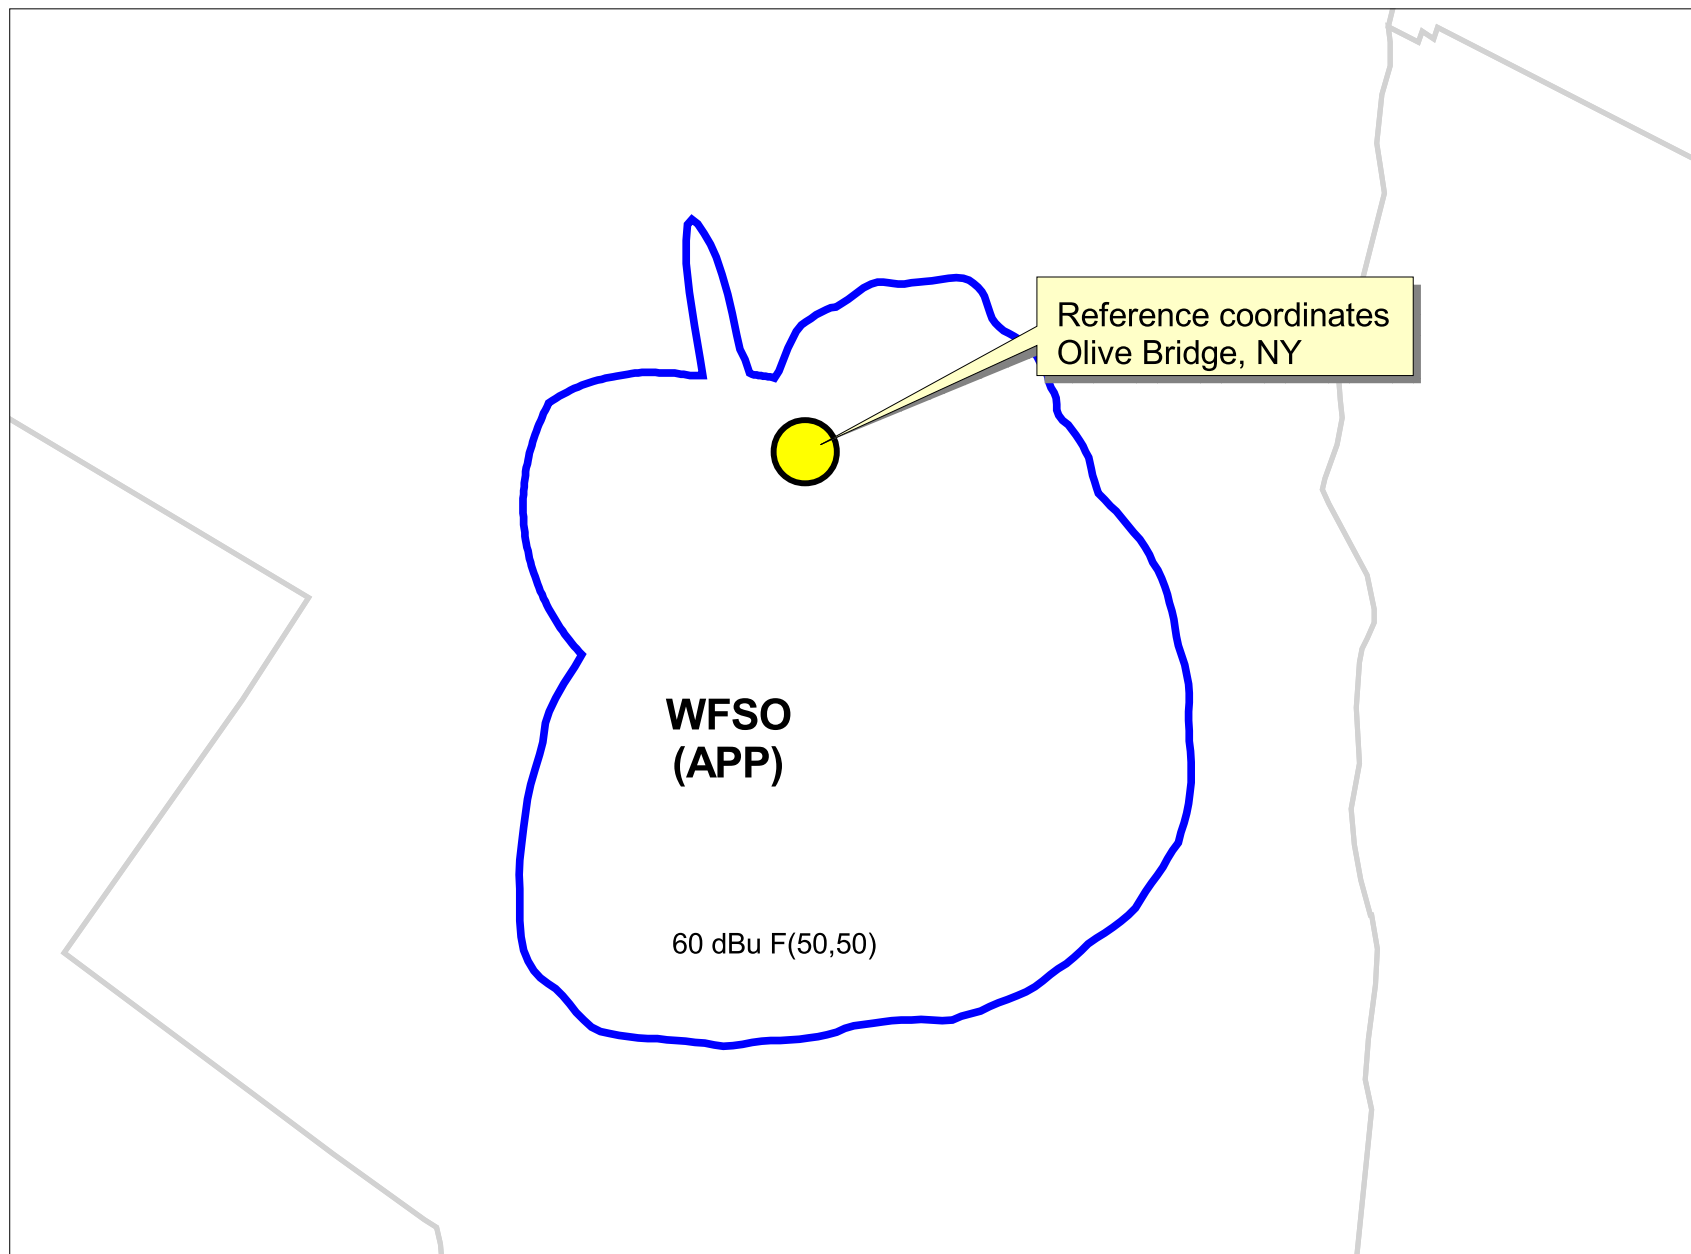 Reference coordinates
Olive Bridge, NY
WFSO
(APP)
60 dBu F(50,50)